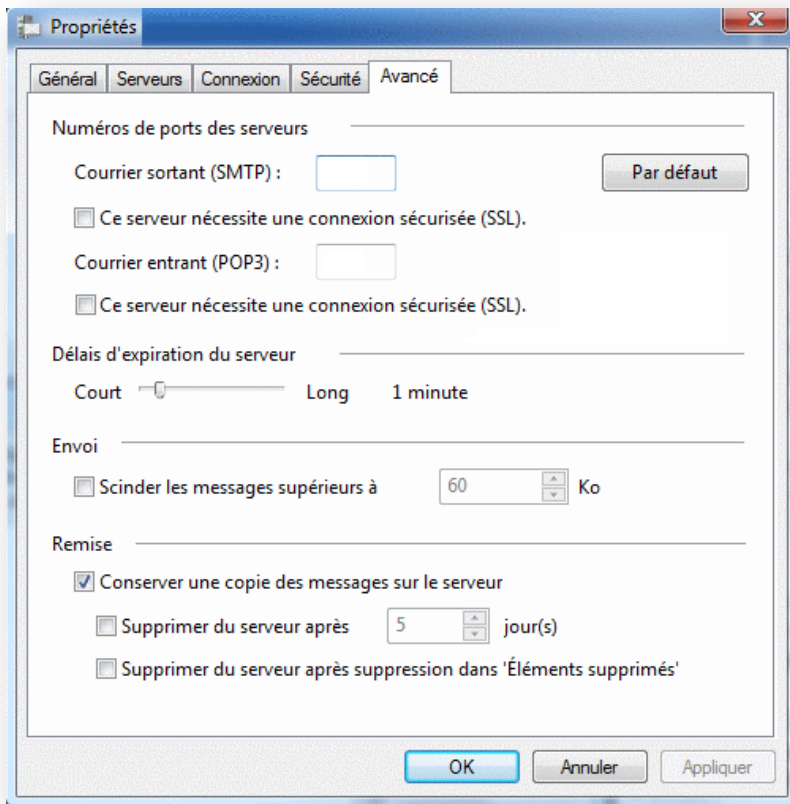 Propriétés
Général Serveurs Connexion Sécurité Avancé
Numéros de ports des serveurs
Courrier sortant (SMTP) : Par défaut
Ce serveur nécessite une connexion sécurisée (SSL).
Courrier entrant (POP3) :
Ce serveur nécessite une connexion sécurisée (SSL).
Délais d'expiration du serveur
Court Long 1 minute
Envoi
Scinder les messages supérieurs à 60 Ko
Remise
Conserver une copie des messages sur le serveur
Supprimer du serveur après 5 jour(s)
Supprimer du serveur après suppression dans 'Éléments supprimés'
OK Annuler Appliquer